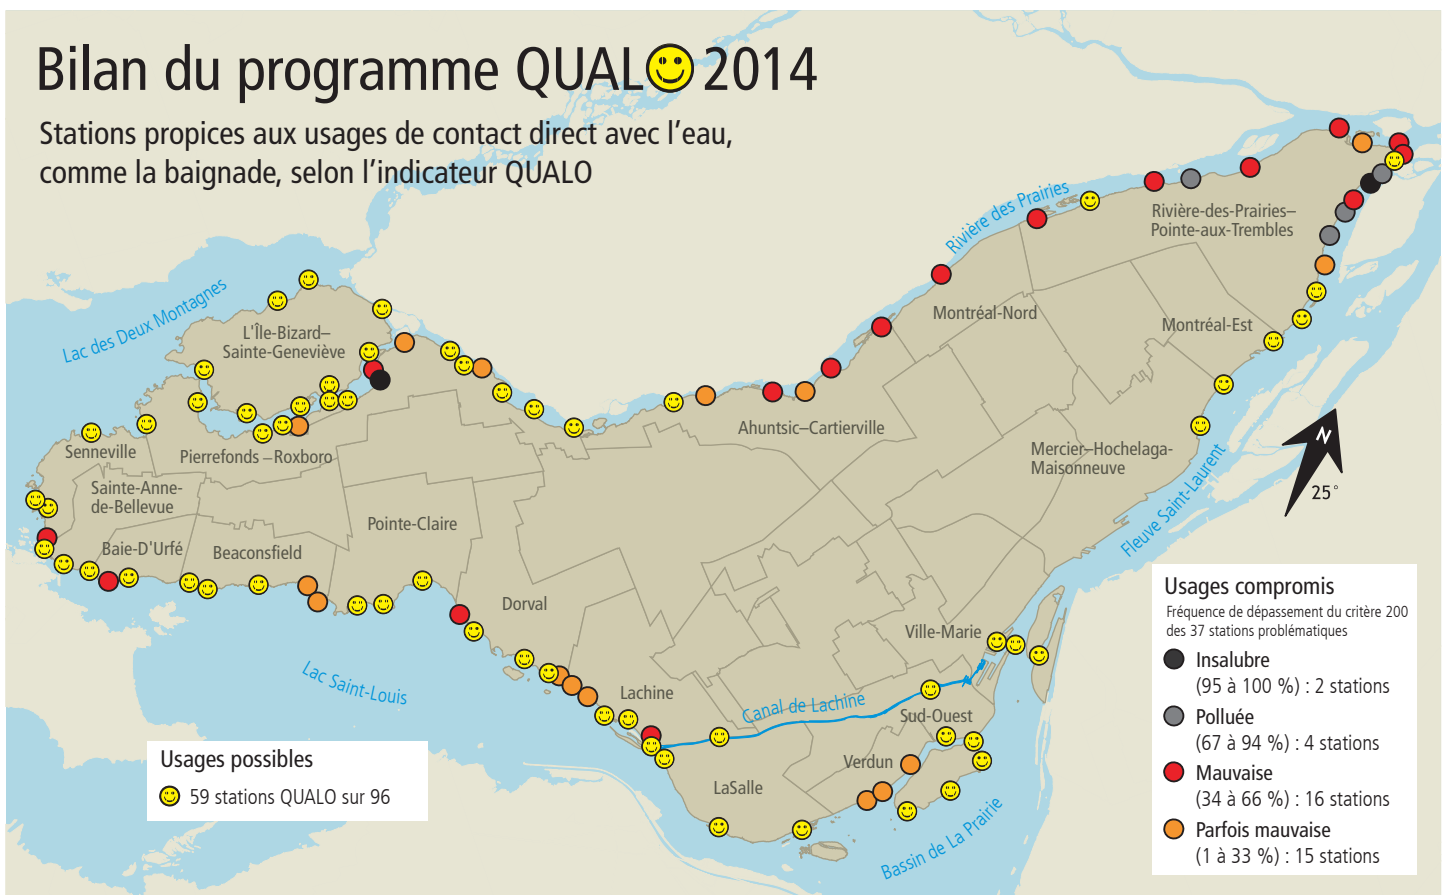 Bilan du programme QUALO 2014
Stations propices aux usages de contact direct avec l'eau,
comme la baignade, selon l'indicateur QUALO
Lac des Deux Montagnes
Rivière des Prairies
Rivière-des-Prairies–
Pointe-aux-Trembles
L'Île-Bizard–
Sainte-Geneviève
Montréal-Nord
Montréal-Est
Ahuntsic–Cartierville
Mercier–Hochelaga-
Maisonneuve
Senneville
Pierrefonds–Roxboro
Sainte-Anne-
de-Bellevue
Pointe-Claire
Baie-D'Urfé
Beaconsfield
Fleuve Saint-Laurent
N
25°
Dorval
Ville-Marie
Lac Saint-Louis
Lachine
Canal de Lachine
Sud-Ouest
Verdun
LaSalle
Bassin de La Prairie
Usages possibles
59 stations QUALO sur 96
Usages compromis
Fréquence de dépassement du critère 200
des 37 stations problématiques
Insalubre
(95 à 100 %) : 2 stations
Polluée
(67 à 94 %) : 4 stations
Mauvaise
(34 à 66 %) : 16 stations
Parfois mauvaise
(1 à 33 %) : 15 stations